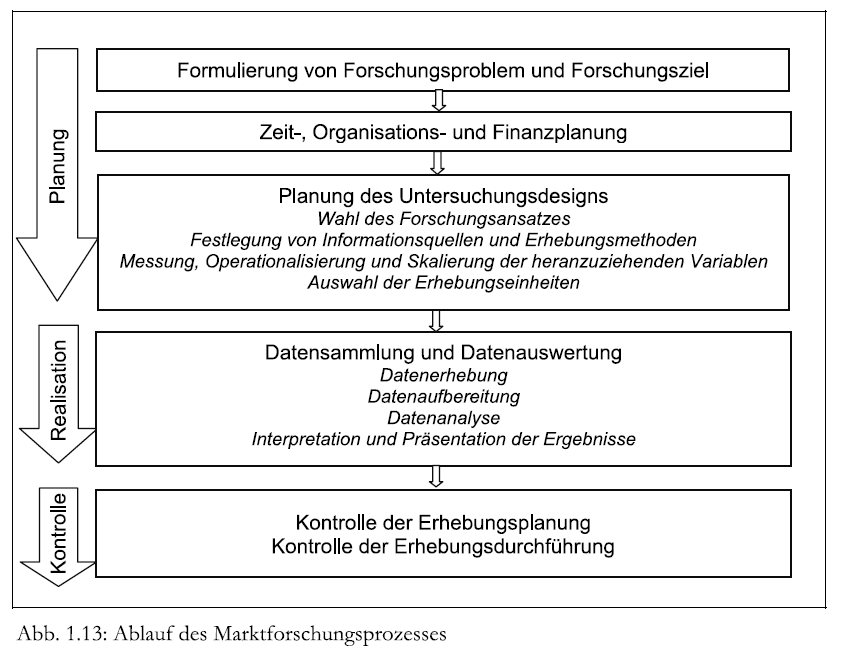 Planung
Formulierung von Forschungsproblem und Forschungsziel
Zeit-, Organisations- und Finanzplanung
Planung des Untersuchungsdesigns
Wahl des Forschungsansatzes
Festlegung von Informationsquellen und Erhebungsmethoden
Messung, Operationalisierung und Skalierung der heranzuziehenden Variablen
Auswahl der Erhebungseinheiten
Realisation
Datensammlung und Datenauswertung
Datenerhebung
Datenaufbereitung
Datenanalyse
Interpretation und Präsentation der Ergebnisse
Kontrolle
Kontrolle der Erhebungsplanung
Kontrolle der Erhebungsdurchführung
Abb. 1.13: Ablauf des Marktforschungsprozesses